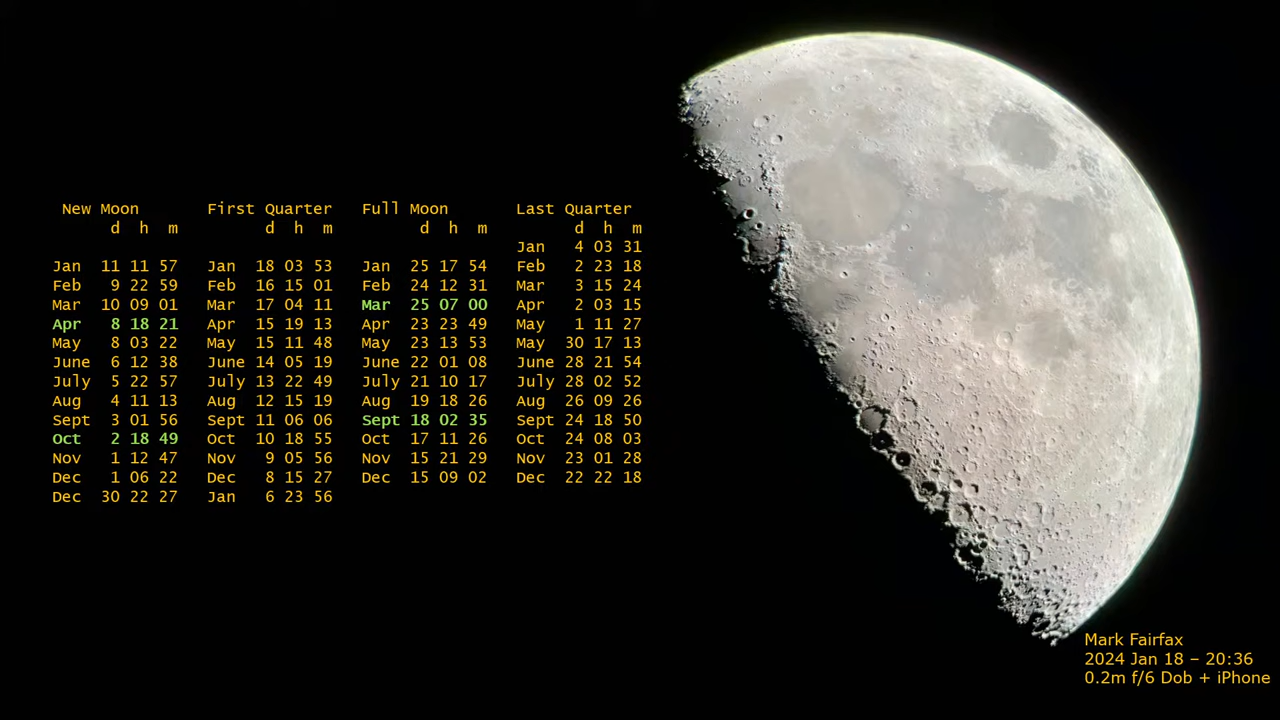 New Moon First Quarter Full Moon Last Quarter
d h m d h m d h m d h m
Jan 4 03 31
Jan 11 11 57 Jan 18 03 53 Jan 25 17 54 Feb 2 23 18
Feb 9 22 59 Feb 16 15 01 Feb 24 12 31 Mar 3 15 24
Mar 10 09 01 Mar 17 04 11 Mar 25 07 00 Apr 2 03 15
Apr 8 18 21 Apr 15 19 13 Apr 23 23 49 May 1 11 27
May 8 03 22 May 15 11 48 May 23 13 53 May 30 17 13
June 6 12 38 June 14 05 19 June 22 01 08 June 28 21 54
July 5 22 57 July 13 22 49 July 21 10 17 July 28 02 52
Aug 4 11 13 Aug 12 15 19 Aug 19 18 26 Aug 26 09 26
Sept 3 01 56 Sept 11 06 06 Sept 18 02 35 Sept 24 18 50
Oct 2 18 49 Oct 10 18 55 Oct 17 11 26 Oct 24 08 03
Nov 1 12 47 Nov 9 05 56 Nov 15 21 29 Nov 23 01 28
Dec 1 06 22 Dec 8 15 27 Dec 15 09 02 Dec 22 22 18
Dec 30 22 27 Jan 6 23 56
Mark Fairfax
2024 Jan 18 – 20:36
0.2m f/6 Dob + iPhone